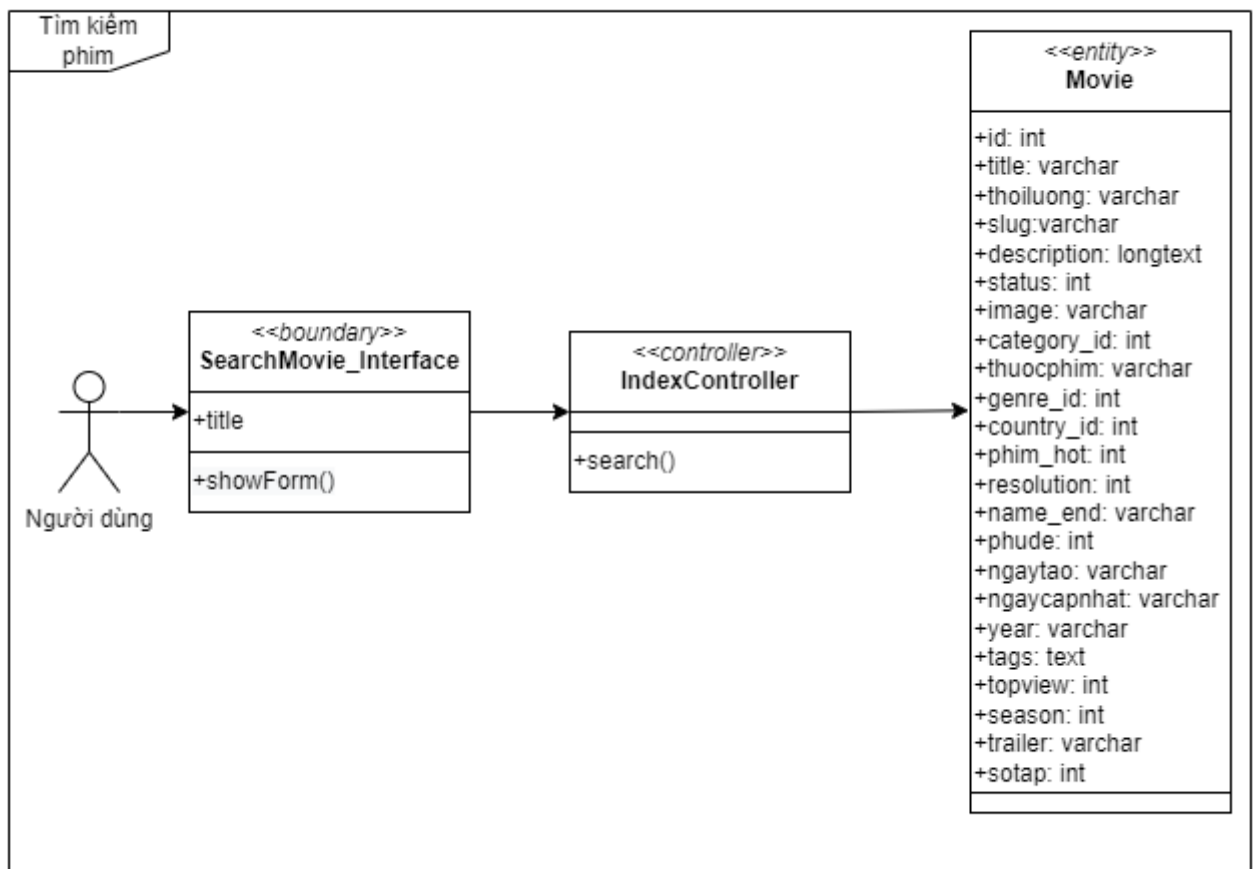 Tìm kiếm
phim
<<entity>>
Movie
+id: int
+title: varchar
+thoiluong: varchar
+slug:varchar
+description: longtext
+status: int
+image: varchar
+category_id: int
+thuocphim: varchar
+genre_id: int
+country_id: int
+phim_hot: int
+resolution: int
+name_end: varchar
+phude: int
+ngaytao: varchar
+ngaycapnhat: varchar
+year: varchar
+tags: text
+topview: int
+season: int
+trailer: varchar
+sotap: int
<<boundary>>
SearchMovie_Interface
+title
+showForm()
<<controller>>
IndexController
+search()
Người dùng